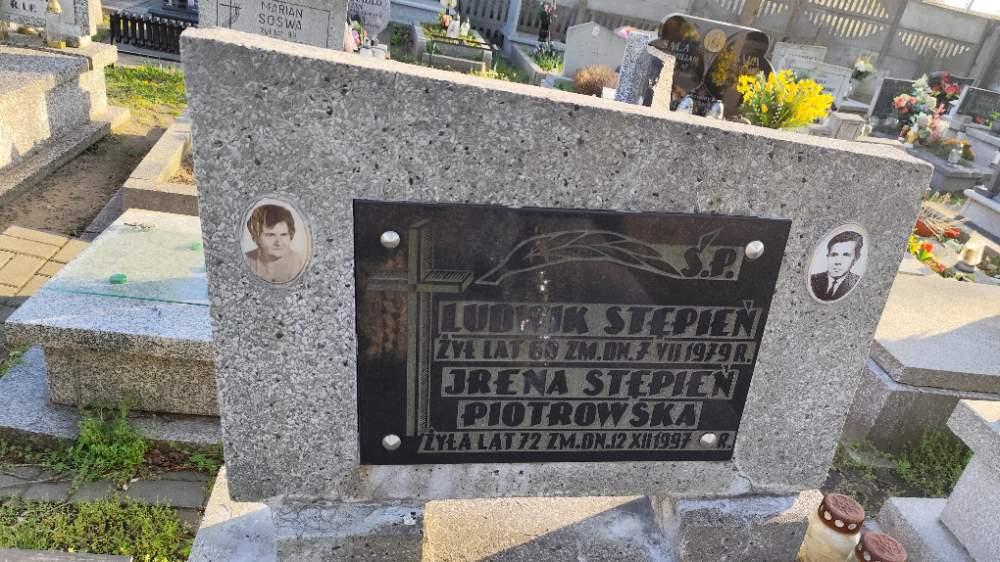 MARIAN
SOSWA
Ś.P.
LUDWIK STĘPIEŃ
ŻYŁ LAT 60 ZM.DN.7 VII 1979 R.
JRENA STĘPIEŃ
PIOTROWSKA
ŻYŁA LAT 72 ZM.DN.12 XII 1997 R.